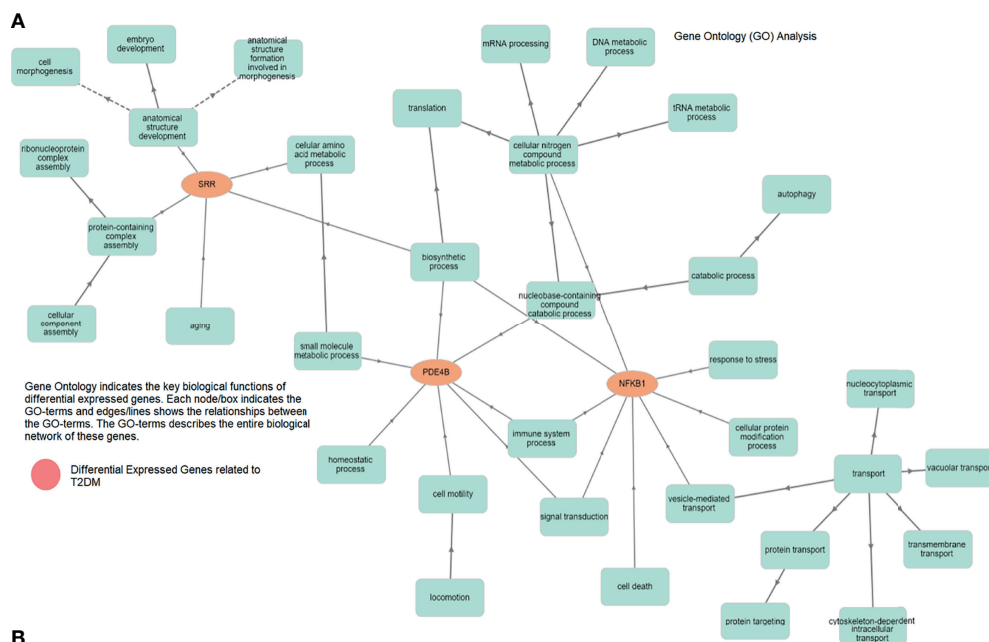 A
Gene Ontology (GO) Analysis
embryo
development
anatomical
structure
formation
involved in
morphogenesis
cell
morphogenesis
mRNA processing
DNA metabolic
process
anatomical
structure
development
translation
tRNA metabolic
process
ribonucleoprotein
complex
assembly
celular amino
acid metabolic
process
cellular nitrogen
compound
metabolic process
SRR
autophagy
protein-containing
complex
assembly
biosynthetic
process
catabolic process
nucleobase-containing
compound
catabolic process
cellular
component
assembly
aging
small molecule
metabolic process
PDE4B
NFKB1
response to stress
nucleocytoplasmic
transport
Gene Ontology indicates the key biological functions of
differential expressed genes. Each node/box indicates the
GO-terms and edges/lines shows the relationships between
the GO-terms. The GO-terms describes the entire biological
network of these genes.
Differential Expressed Genes related to
T2DM
homeostatic
process
immune system
process
cellular protein
modification
process
cell motility
signal transduction
vesicle-mediated
transport
transport
vacuolar transport
protein transport
transmembrane
transport
locomotion
cell death
protein targeting
cytoskeleton-dependent
intracellular
transport
B